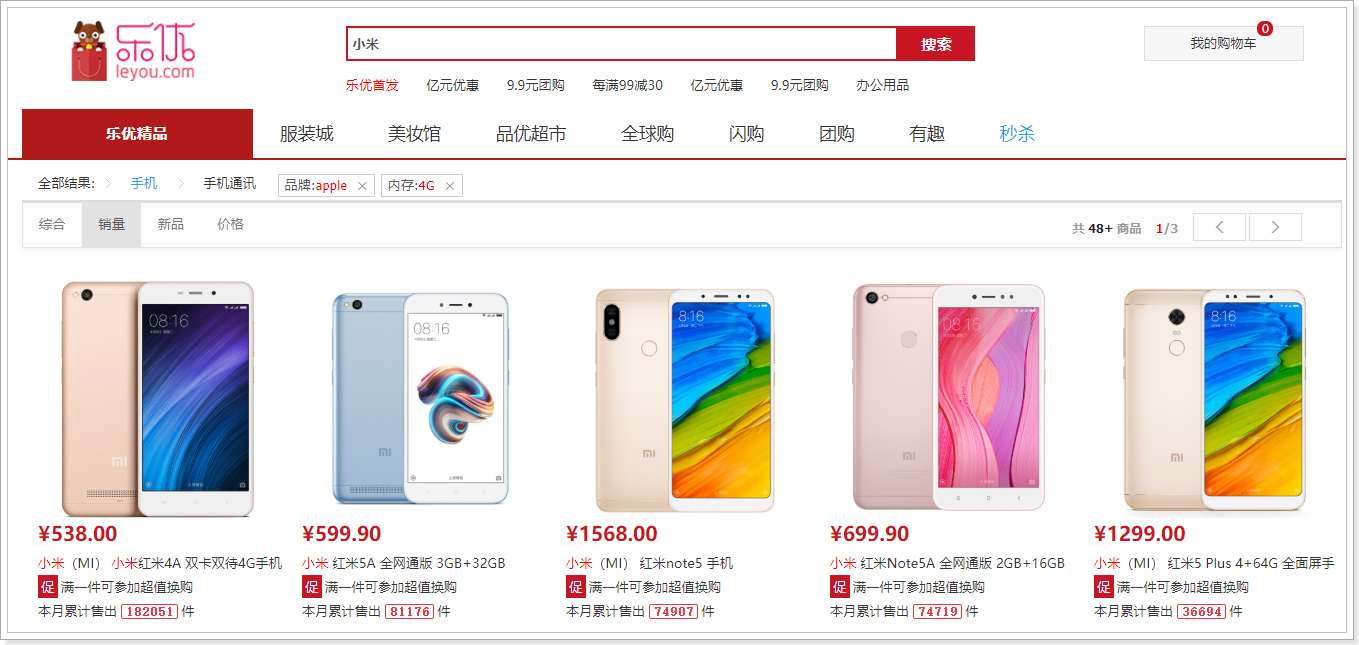 乐优
leyou.com
小米
搜索
我的购物车
0
乐优首发 亿元优惠 9.9元团购 每满99减30 亿元优惠 9.9元团购 办公用品
乐优精品 服装城 美妆馆 品优超市 全球购 闪购 团购 有趣 秒杀
全部结果: 手机 手机通讯 品牌:apple × 内存:4G ×
综合 销量 新品 价格 共 48+ 商品 1/3 < >
08:16 08:16 8:16 08:16 8:16
¥538.00 ¥599.90 ¥1568.00 ¥699.90 ¥1299.00
小米（MI） 小米红米4A 双卡双待4G手机 小米 红米5A 全网通版 3GB+32GB 小米（MI） 红米note5 手机 小米 红米Note5A 全网通版 2GB+16GB 小米（MI） 红米5 Plus 4+64G 全面屏手
促 满一件可参加超值换购 促 满一件可参加超值换购 促 满一件可参加超值换购 促 满一件可参加超值换购 促 满一件可参加超值换购
本月累计售出 182051 件 本月累计售出 81176 件 本月累计售出 74907 件 本月累计售出 74719 件 本月累计售出 36694 件